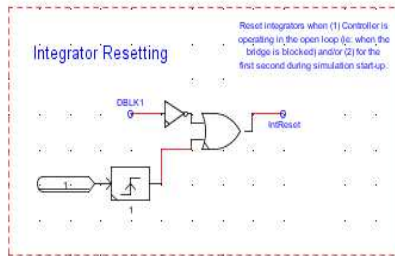 Reset integrators when (1) Controller is
operating in the open loop (ie: when the
bridge is blocked) and/or (2) for the
first second during simulation start-up.
Integrator Resetting
DBLK1
IntReset
1
1